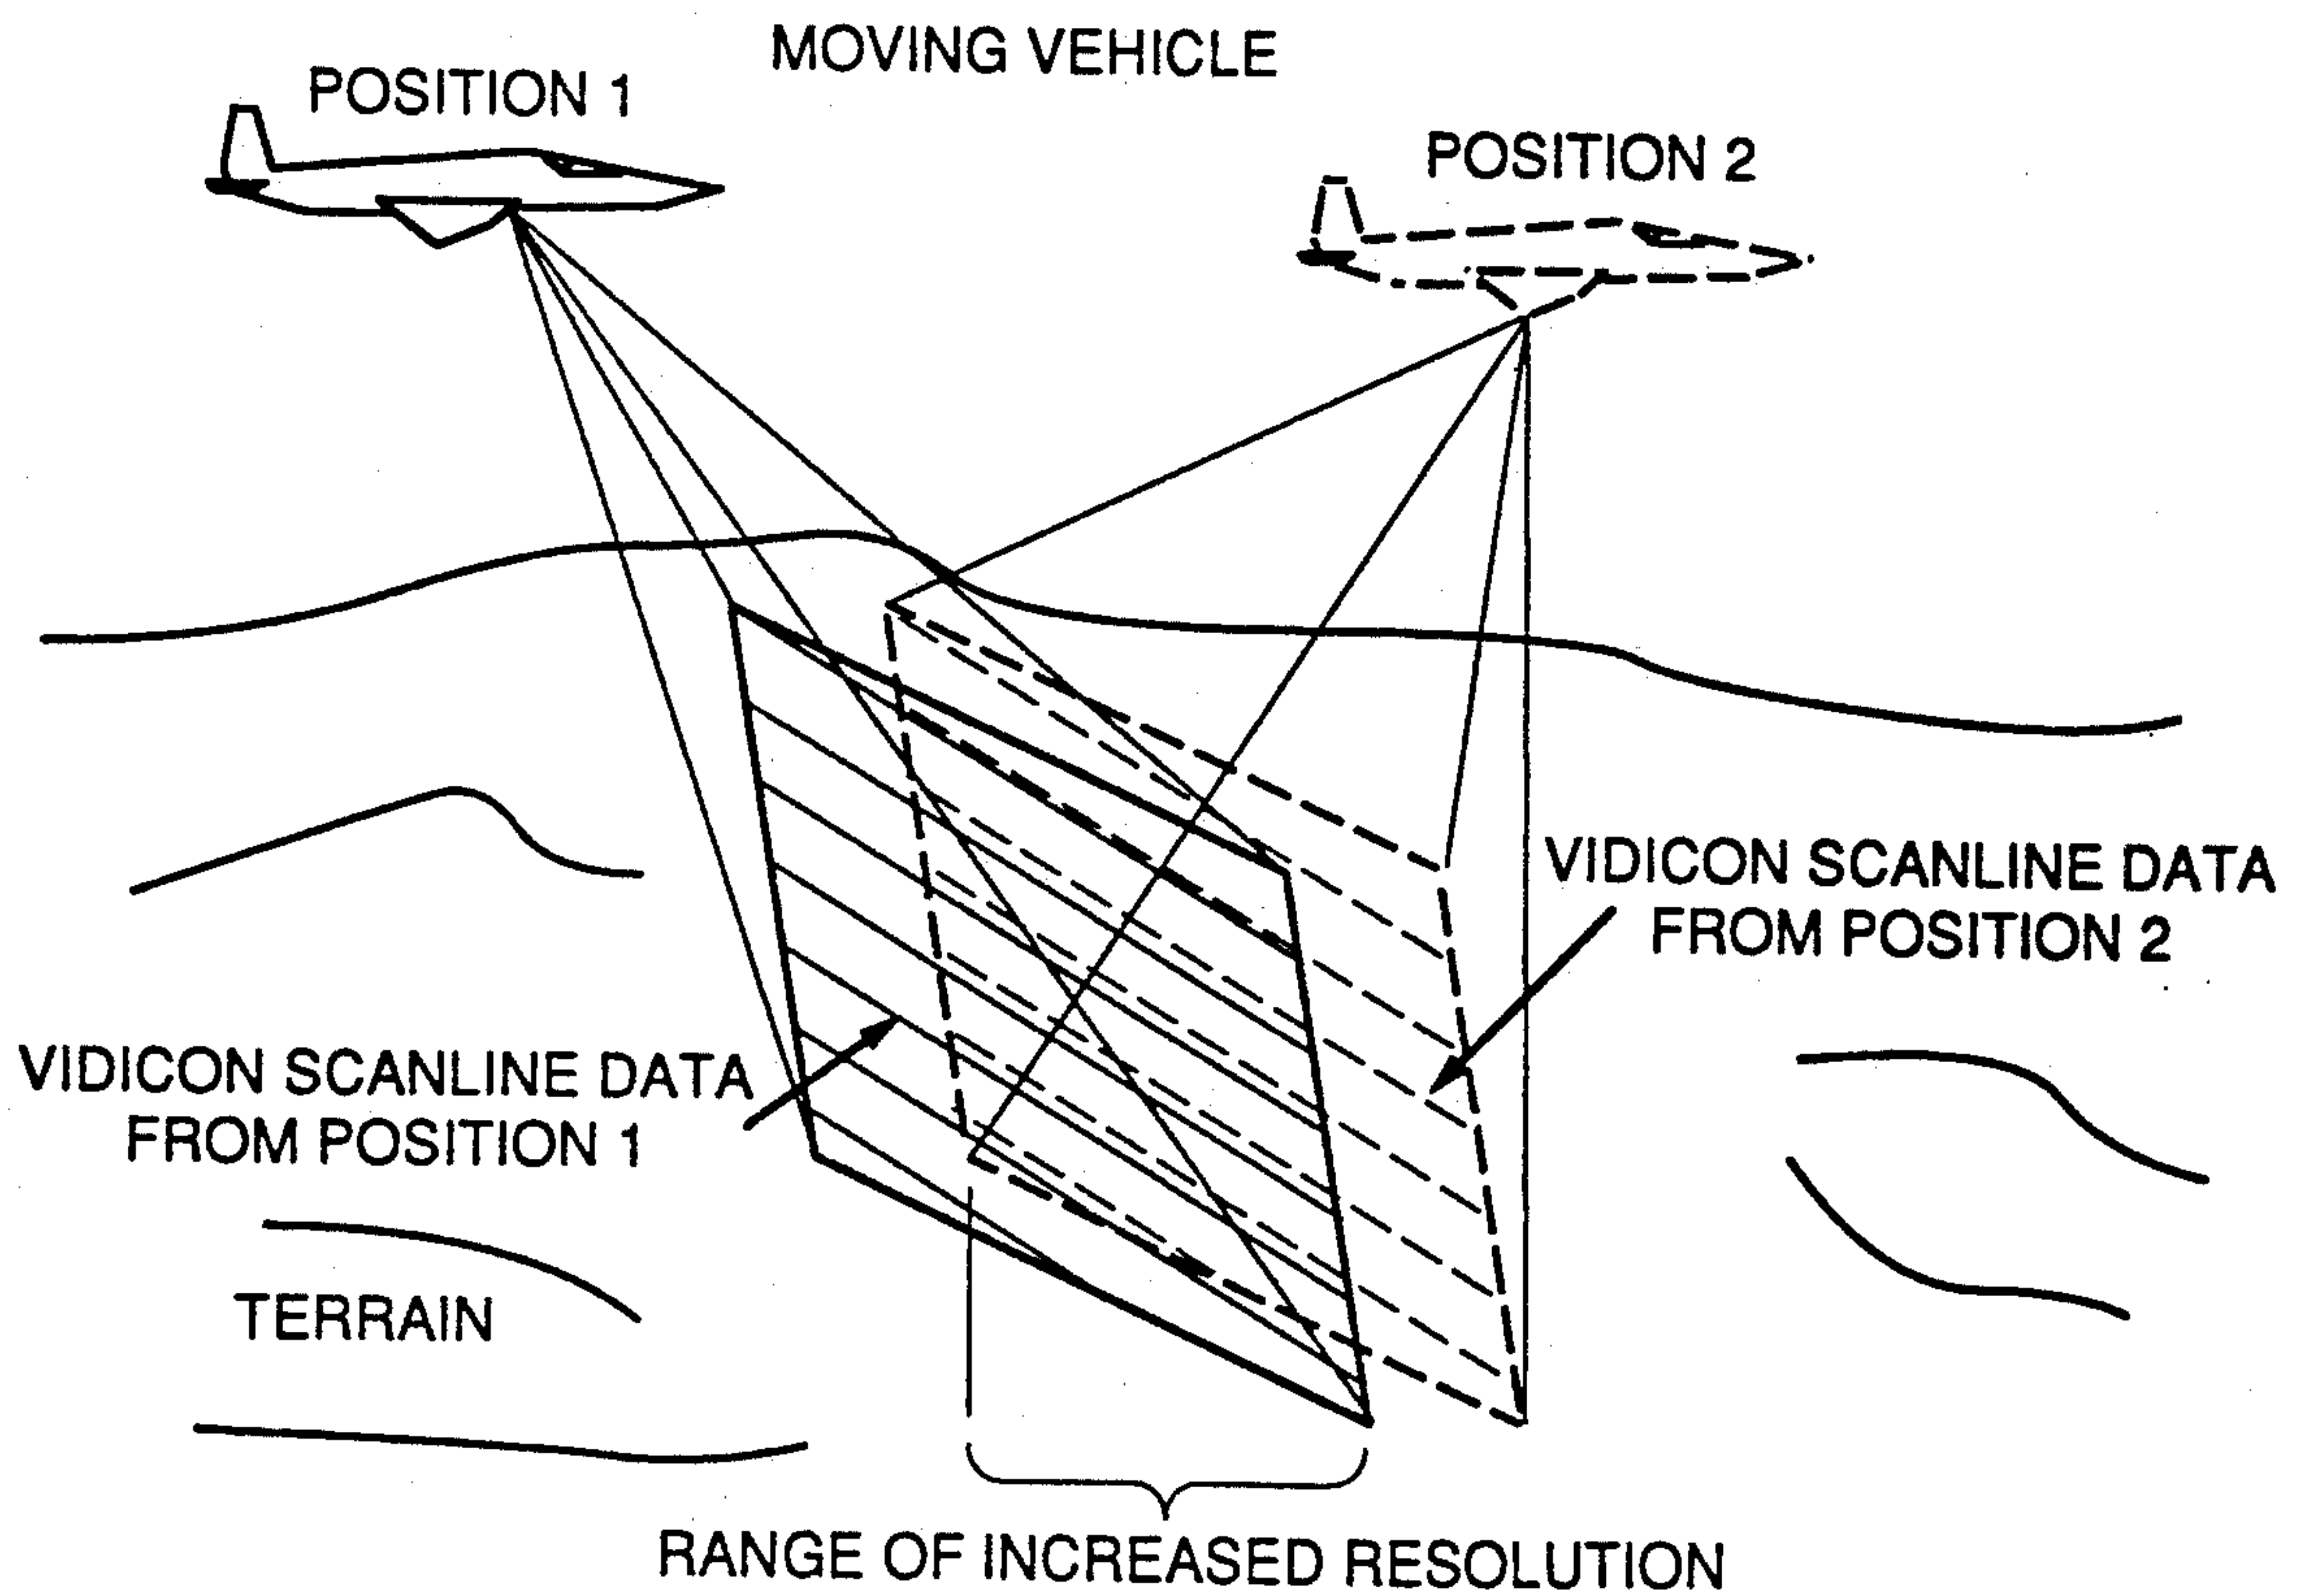 MOVING VEHICLE
POSITION 1
POSITION 2
VIDICON SCANLINE DATA
FROM POSITION 2
VIDICON SCANLINE DATA
FROM POSITION 1
TERRAIN
RANGE OF INCREASED RESOLUTION